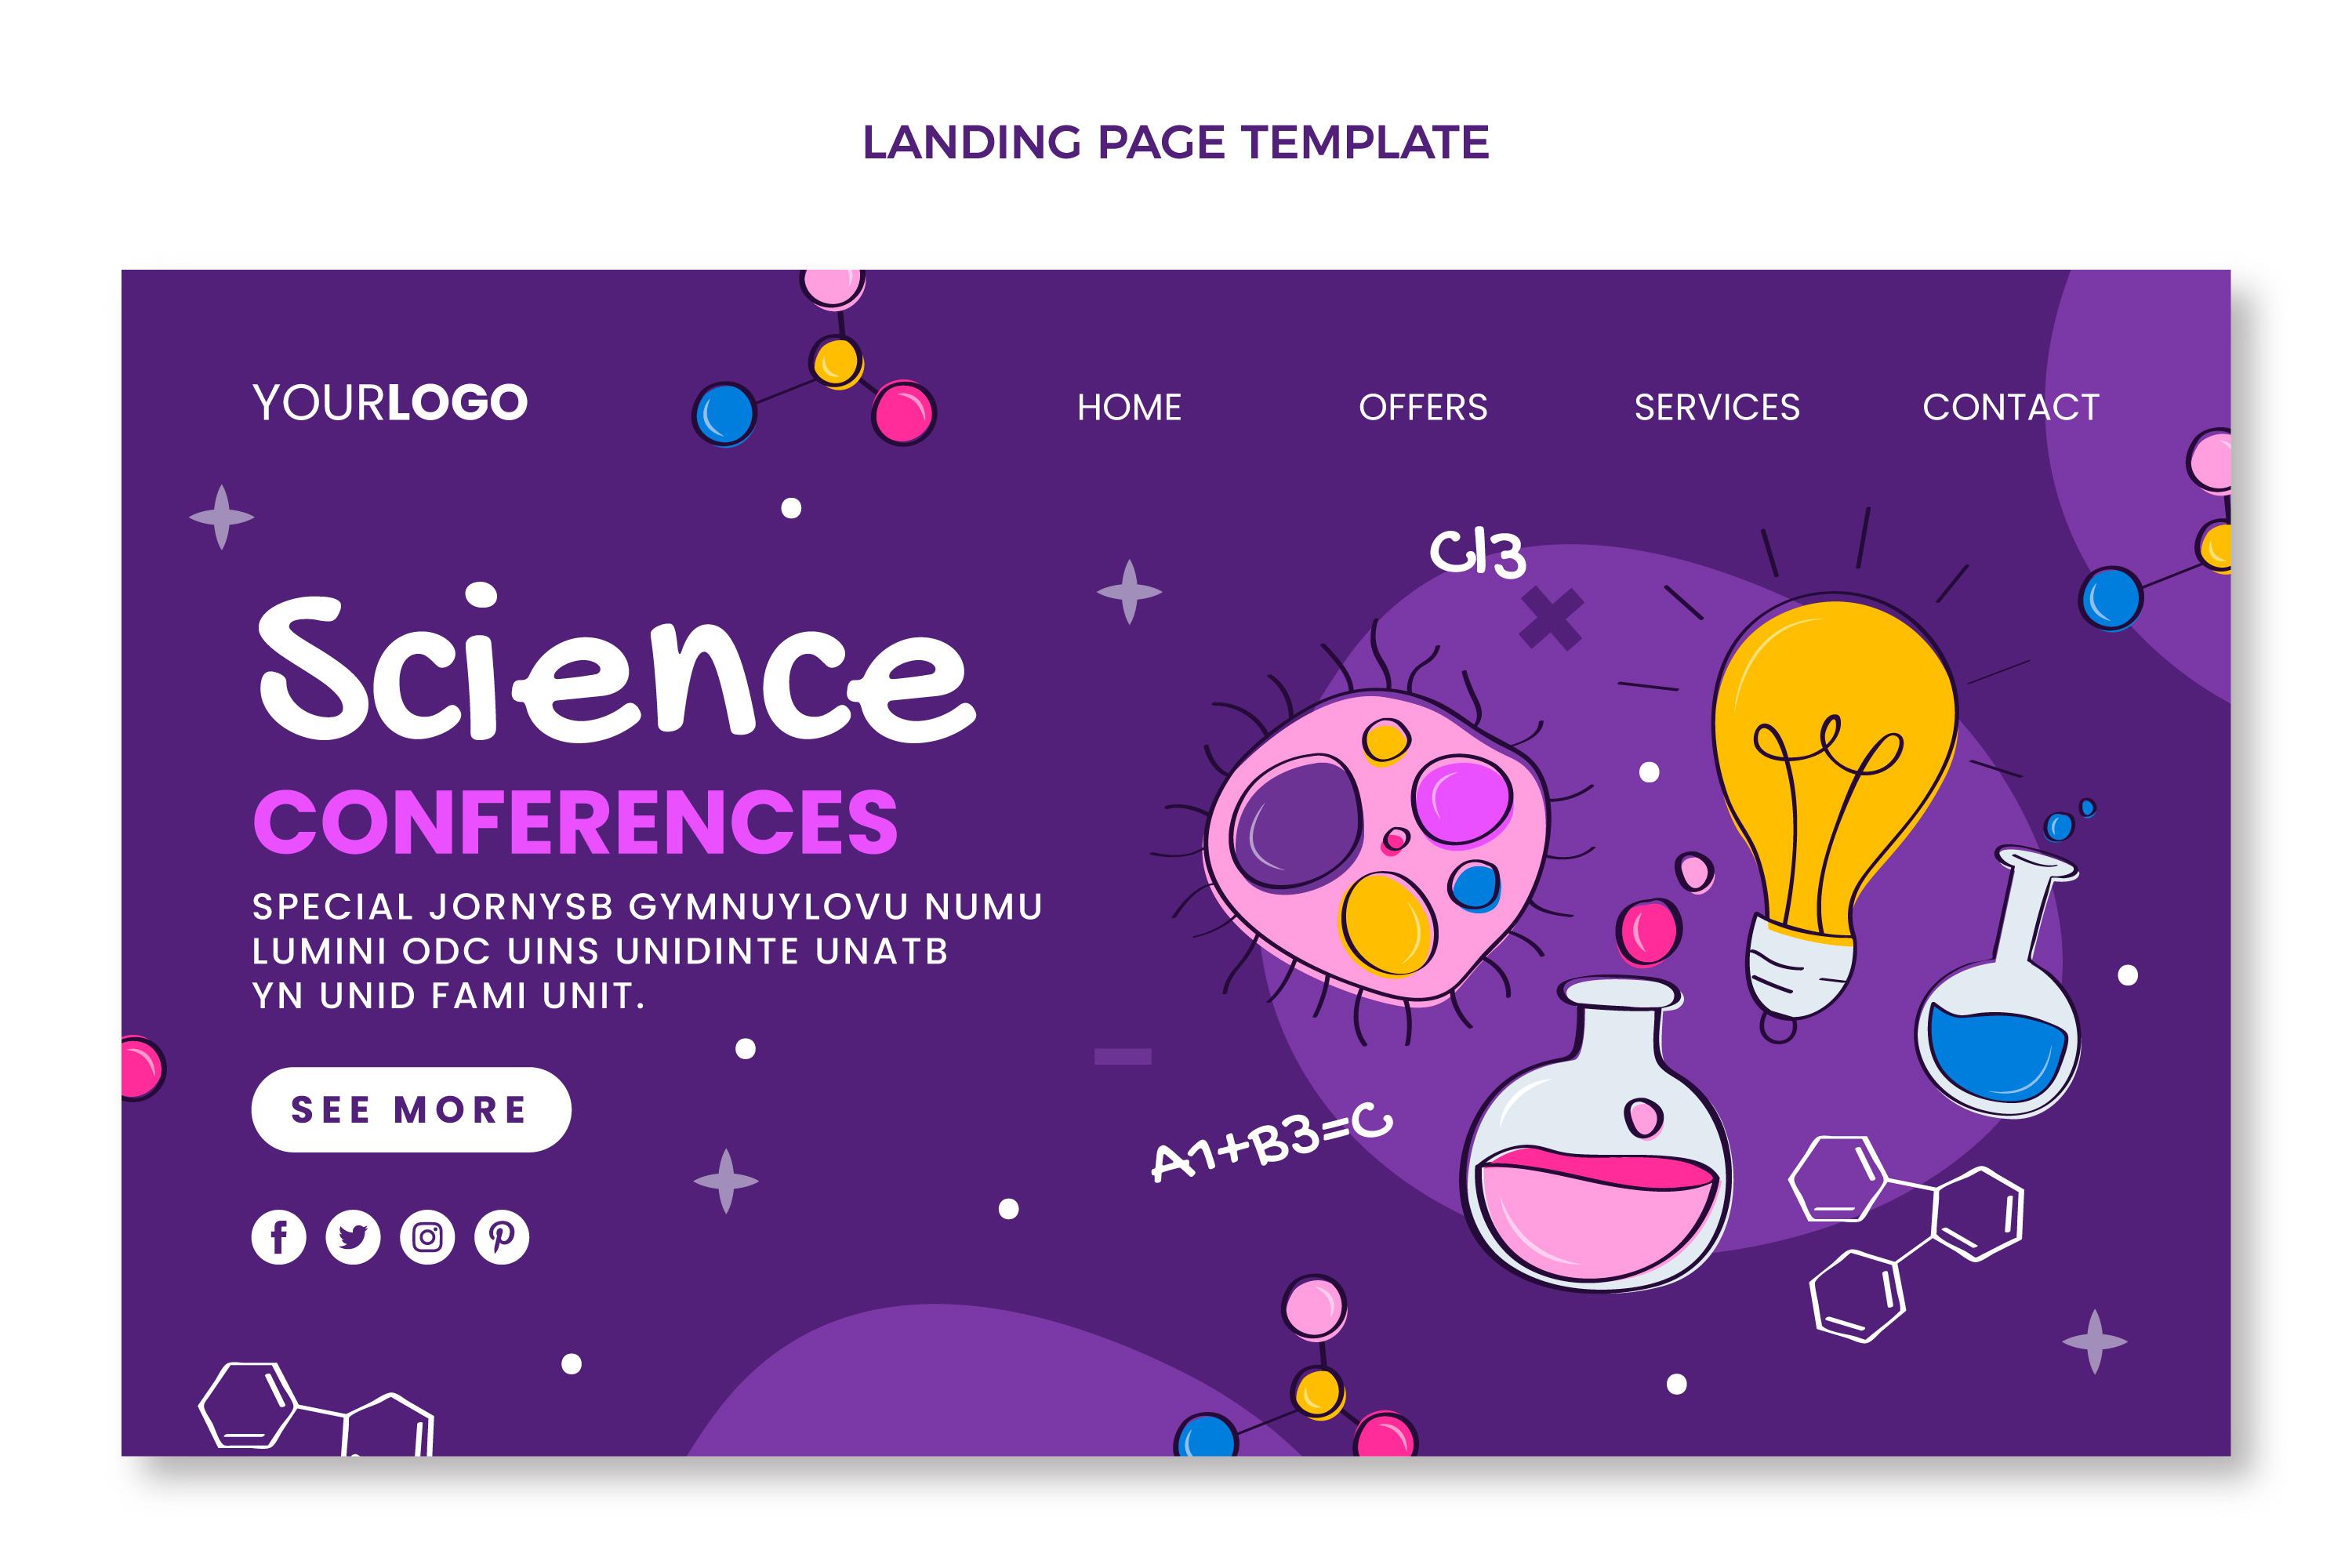 LANDING PAGE TEMPLATE
YOURLOGO
HOME OFFERS SERVICES CONTACT
Cl3
Science
CONFERENCES
SPECIAL JORNYSB GYMNUYLOVU NUMU
LUMINI ODC UINS UNIDINTE UNATB
YN UNID FAMI UNIT.
SEE MORE
A1+B3=C